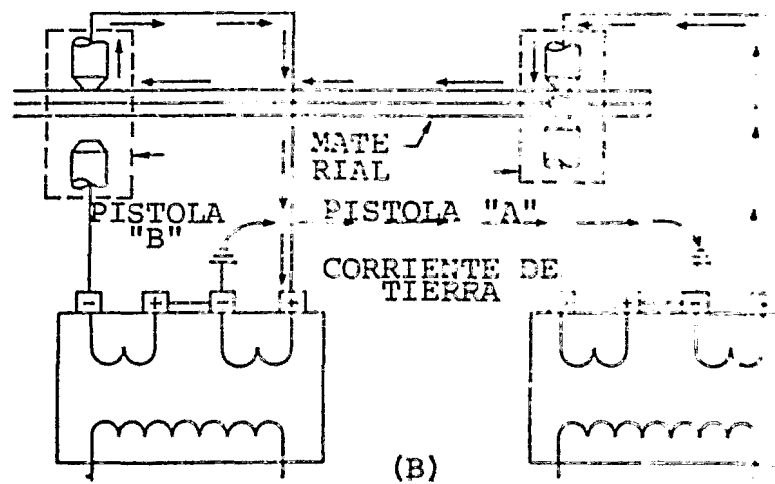 MATE
RIAL
PISTOLA
"B"
PISTOLA "A"
CORRIENTE DE
TIERRA
- + - +
+ -
(B)